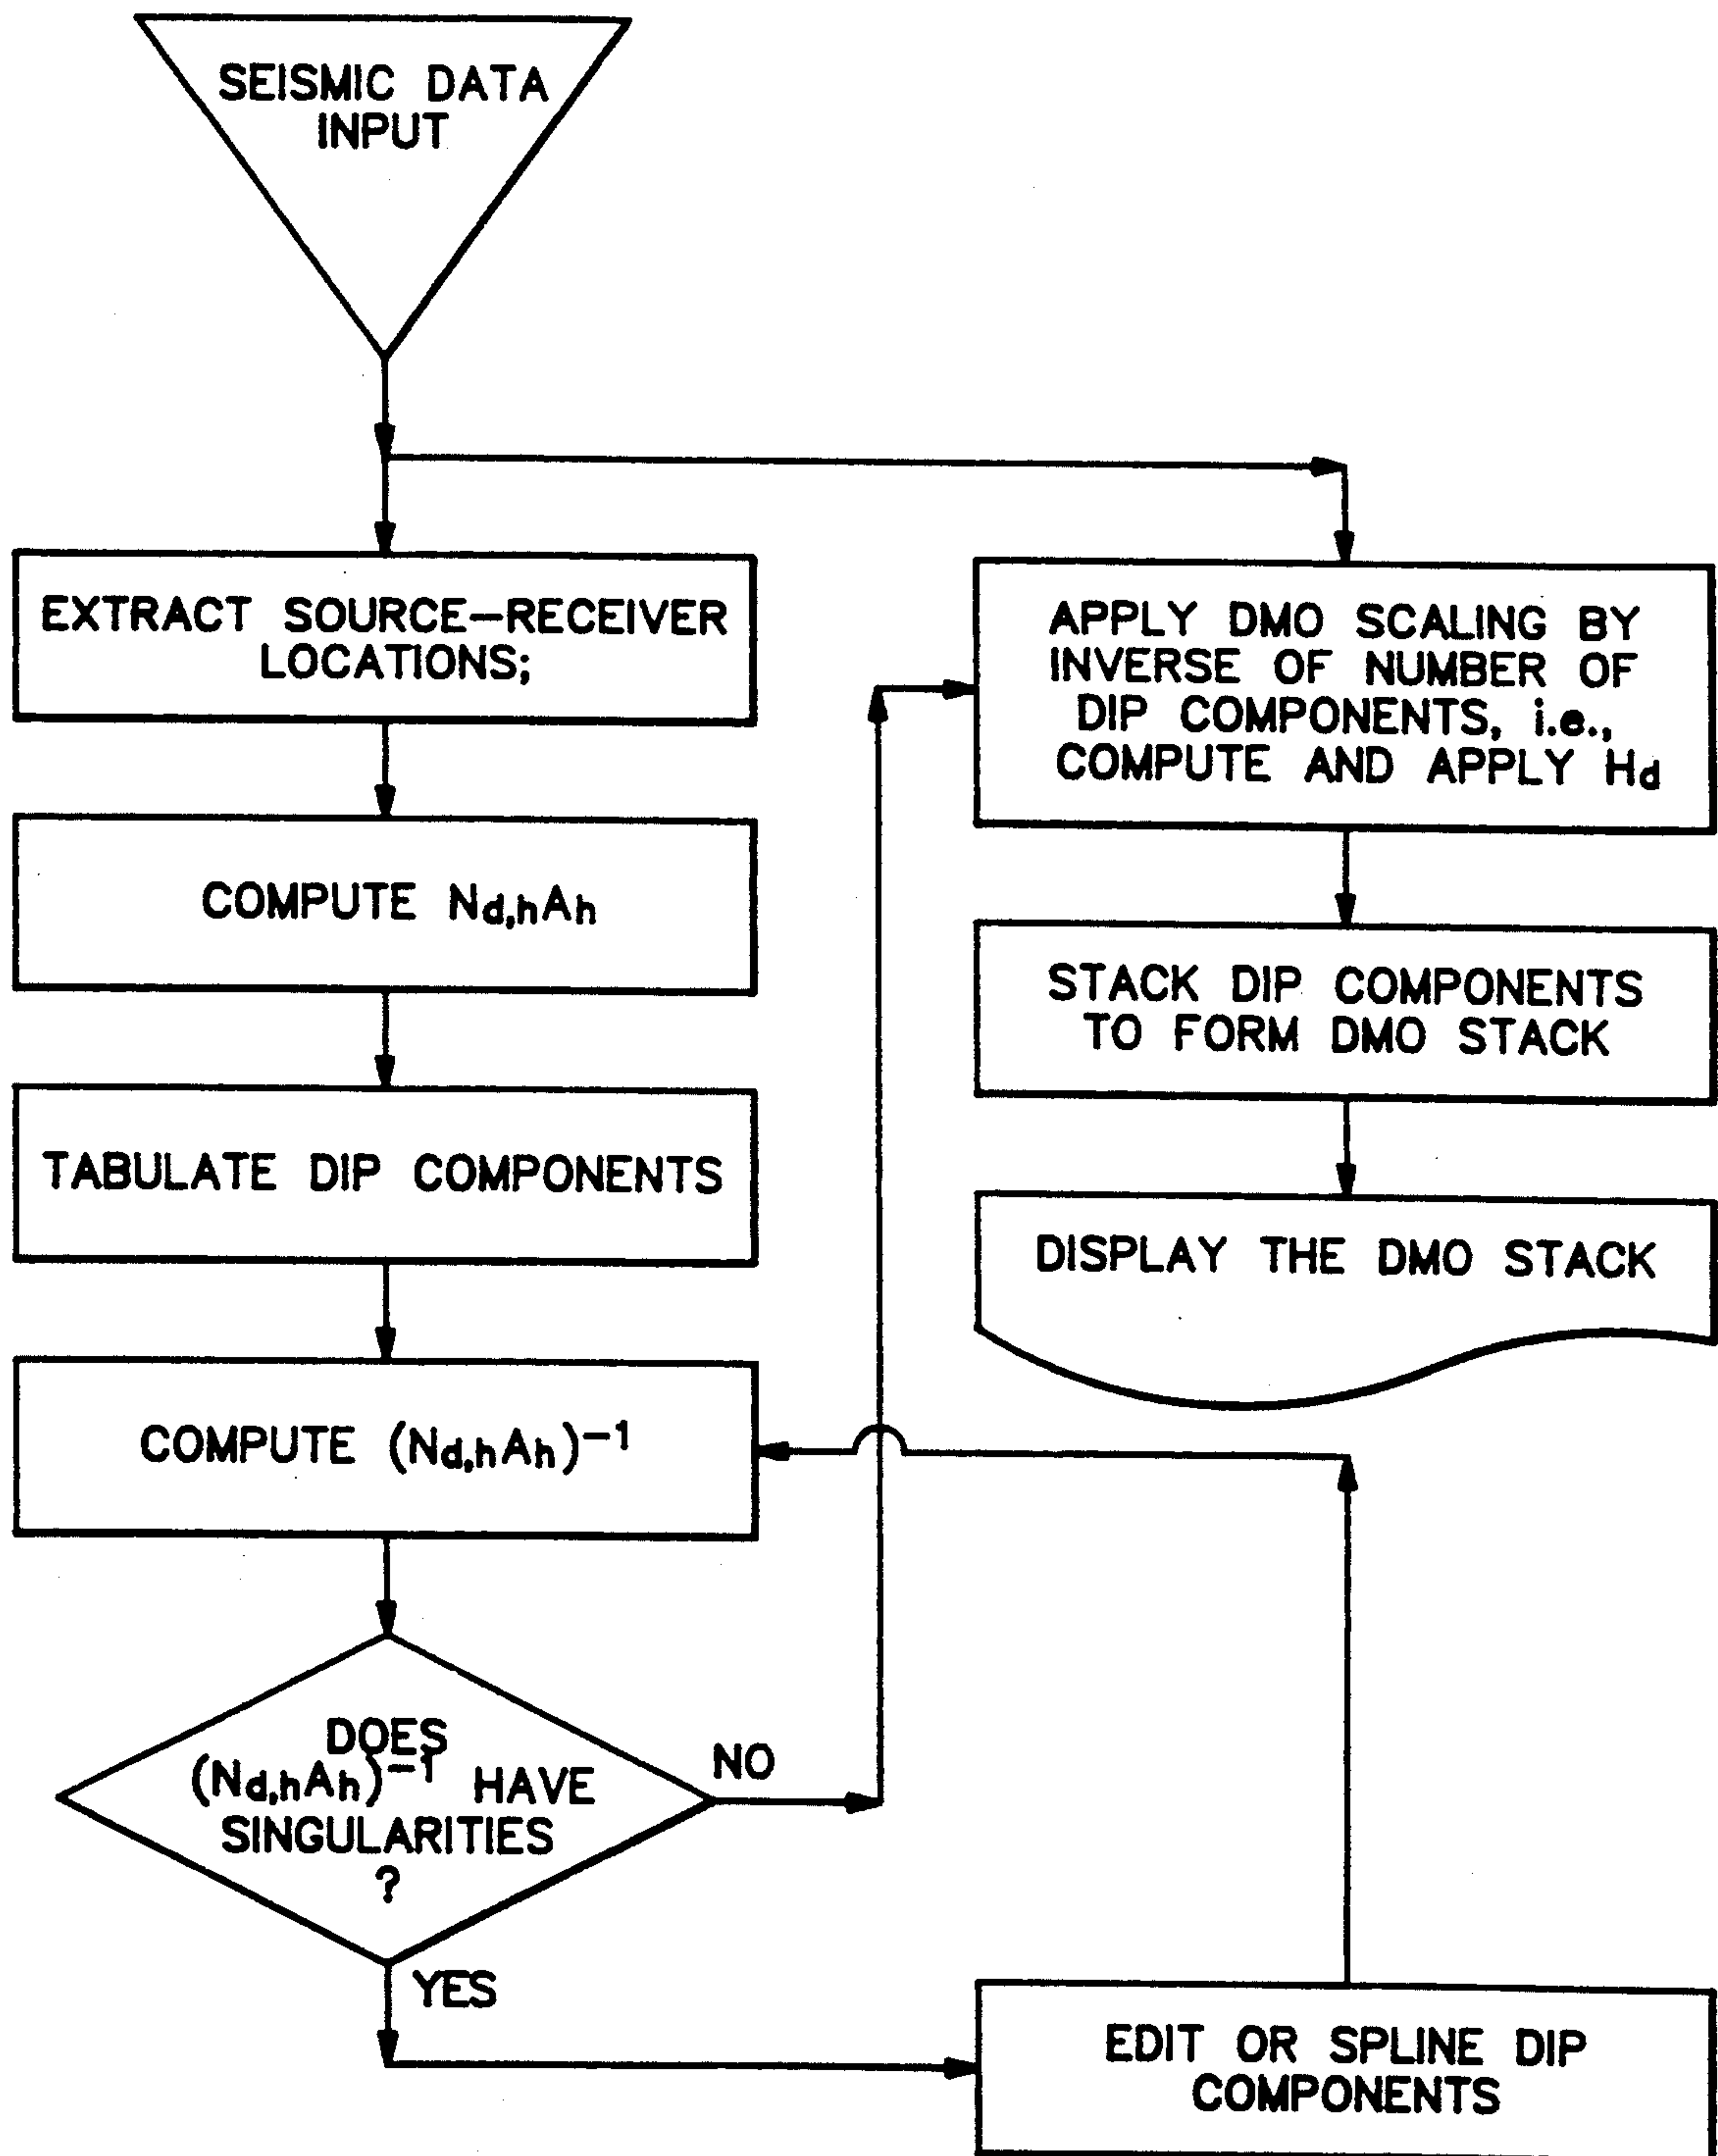 SEISMIC DATA
INPUT
EXTRACT SOURCE-RECEIVER
LOCATIONS;
COMPUTE Nd,hAh
TABULATE DIP COMPONENTS
COMPUTE (Nd,hAh)⁻¹
DOES
(Nd,hAh)⁻¹ HAVE
SINGULARITIES
?
NO
YES
APPLY DMO SCALING BY
INVERSE OF NUMBER OF
DIP COMPONENTS, i.e.,
COMPUTE AND APPLY Hd
STACK DIP COMPONENTS
TO FORM DMO STACK
DISPLAY THE DMO STACK
EDIT OR SPLINE DIP
COMPONENTS